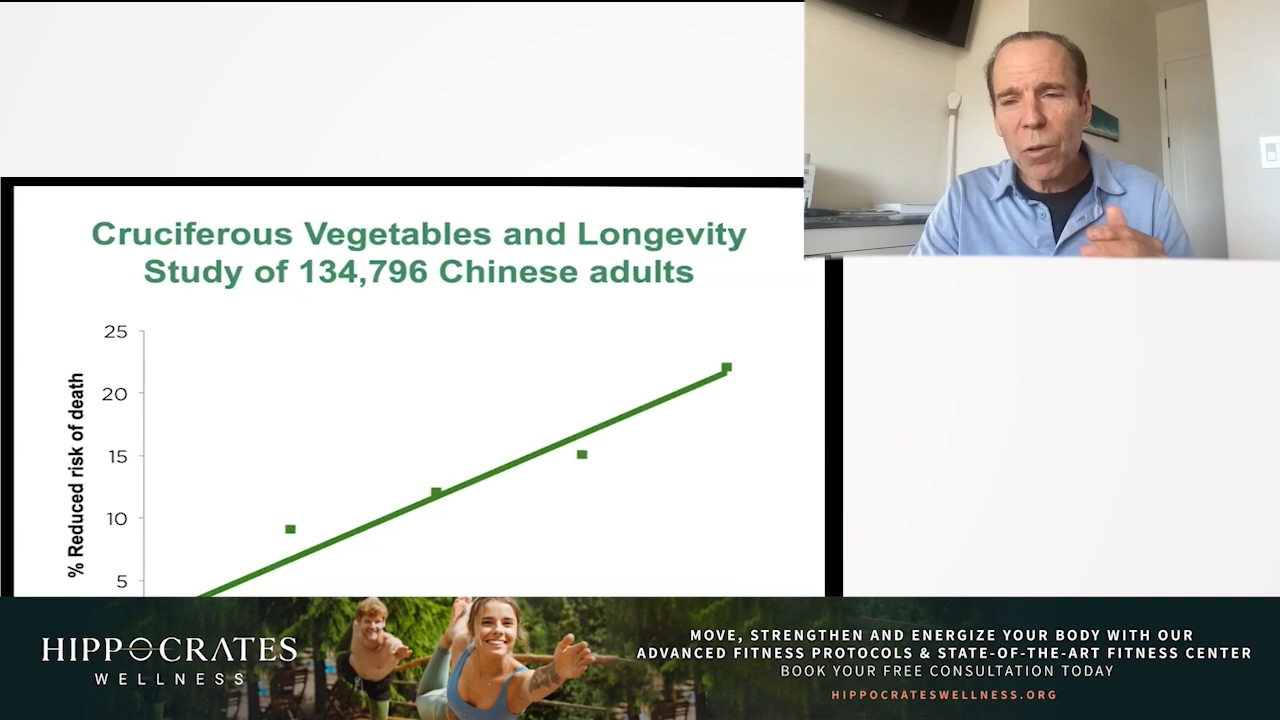 Cruciferous Vegetables and Longevity
Study of 134,796 Chinese adults
25
20
15
10
5
% Reduced risk of death
HIPPOCRATES
WELLNESS
MOVE, STRENGTHEN AND ENERGIZE YOUR BODY WITH OUR
ADVANCED FITNESS PROTOCOLS & STATE-OF-THE-ART FITNESS CENTER
BOOK YOUR FREE CONSULTATION TODAY
HIPPOCRATESWELLNESS.ORG